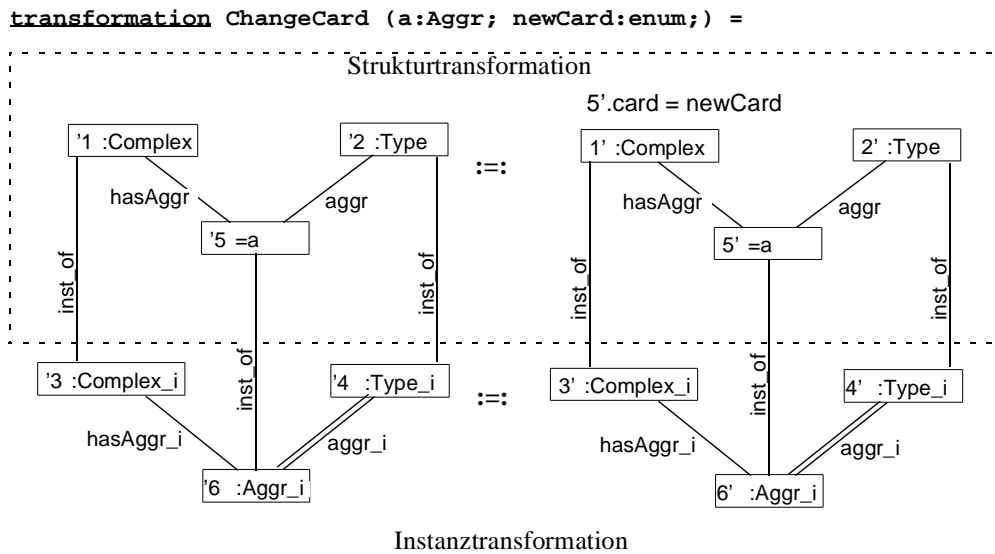 transformation ChangeCard (a:Aggr; newCard:enum;) =
Strukturtransformation
5’.card = newCard
’1 :Complex
’2 :Type
:=:
1’ :Complex
2’ :Type
hasAggr
aggr
hasAggr
aggr
’5 =a
5’ =a
inst_of
inst_of
inst_of
inst_of
’3 :Complex_i
inst_of
’4 :Type_i
:=:
3’ :Complex_i
inst_of
4’ :Type_i
hasAggr_i
aggr_i
hasAggr_i
aggr_i
’6 :Aggr_i
6’ :Aggr_i
Instanztransformation